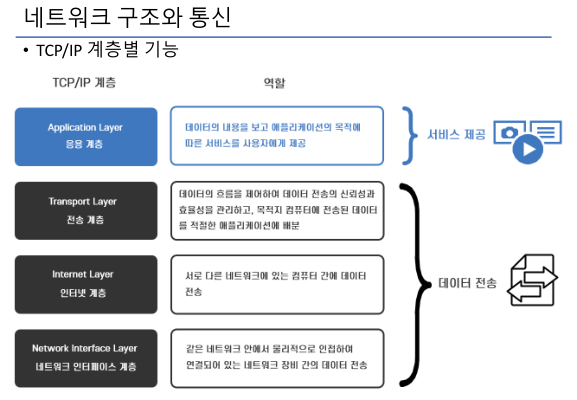 네트워크 구조와 통신
• TCP/IP 계층별 기능
TCP/IP 계층
역할
Application Layer
응용 계층
데이터의 내용을 보고 애플리케이션의 목적에
따른 서비스를 사용자에게 제공
서비스 제공
Transport Layer
전송 계층
데이터의 흐름을 제어하여 데이터 전송의 신뢰성과
효율성을 관리하고, 목적지 컴퓨터에 전송된 데이터
를 적절한 애플리케이션에 배분
Internet Layer
인터넷 계층
서로 다른 네트워크에 있는 컴퓨터 간에 데이터
전송
데이터 전송
Network Interface Layer
네트워크 인터페이스 계층
같은 네트워크 안에서 물리적으로 인접하여
연결되어 있는 네트워크 장비 간의 데이터 전송